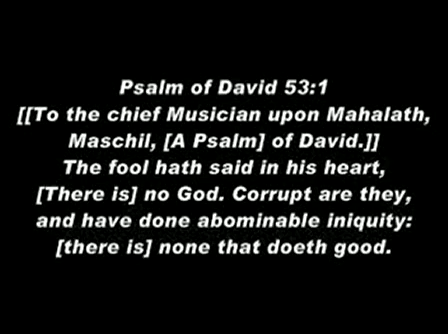 Psalm of David 53:1
[[To the chief Musician upon Mahalath,
Maschil, [A Psalm] of David.]]
The fool hath said in his heart,
[There is] no God. Corrupt are they,
and have done abominable iniquity:
[there is] none that doeth good.